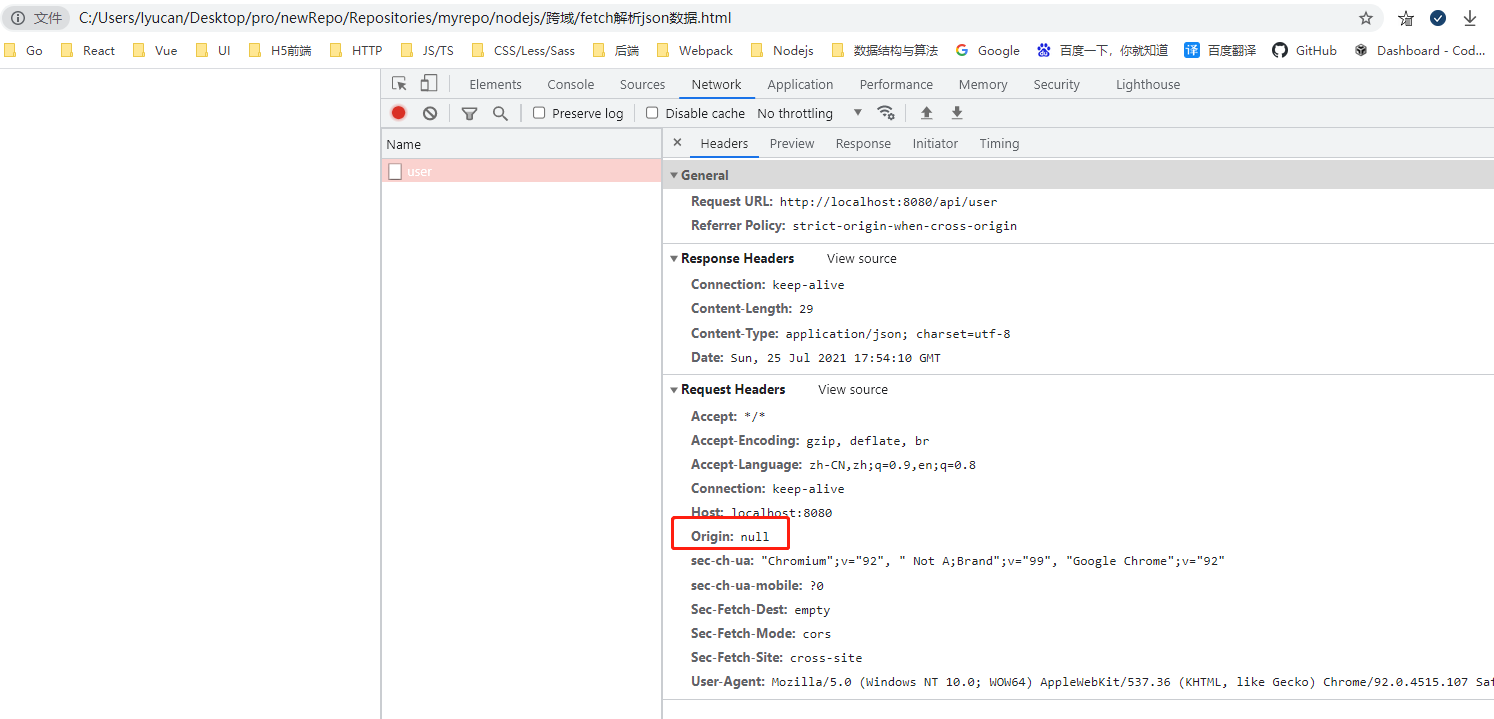 文件 C:/Users/lyucan/Desktop/pro/newRepo/Repositories/myrepo/nodejs/跨域/fetch解析json数据.html
Go React Vue UI H5前端 HTTP JS/TS CSS/Less/Sass 后端 Webpack Nodejs 数据结构与算法 Google 百度一下，你就知道 译 百度翻译 GitHub Dashboard - Cod...
Elements Console Sources Network Application Performance Memory Security Lighthouse
Preserve log Disable cache No throttling
Name
user
× Headers Preview Response Initiator Timing
General
Request URL: http://localhost:8080/api/user
Referrer Policy: strict-origin-when-cross-origin
Response Headers View source
Connection: keep-alive
Content-Length: 29
Content-Type: application/json; charset=utf-8
Date: Sun, 25 Jul 2021 17:54:10 GMT
Request Headers View source
Accept: */*
Accept-Encoding: gzip, deflate, br
Accept-Language: zh-CN,zh;q=0.9,en;q=0.8
Connection: keep-alive
Host: localhost:8080
Origin: null
sec-ch-ua: "Chromium";v="92", " Not A;Brand";v="99", "Google Chrome";v="92"
sec-ch-ua-mobile: ?0
Sec-Fetch-Dest: empty
Sec-Fetch-Mode: cors
Sec-Fetch-Site: cross-site
User-Agent: Mozilla/5.0 (Windows NT 10.0; WOW64) AppleWebKit/537.36 (KHTML, like Gecko) Chrome/92.0.4515.107 Saf